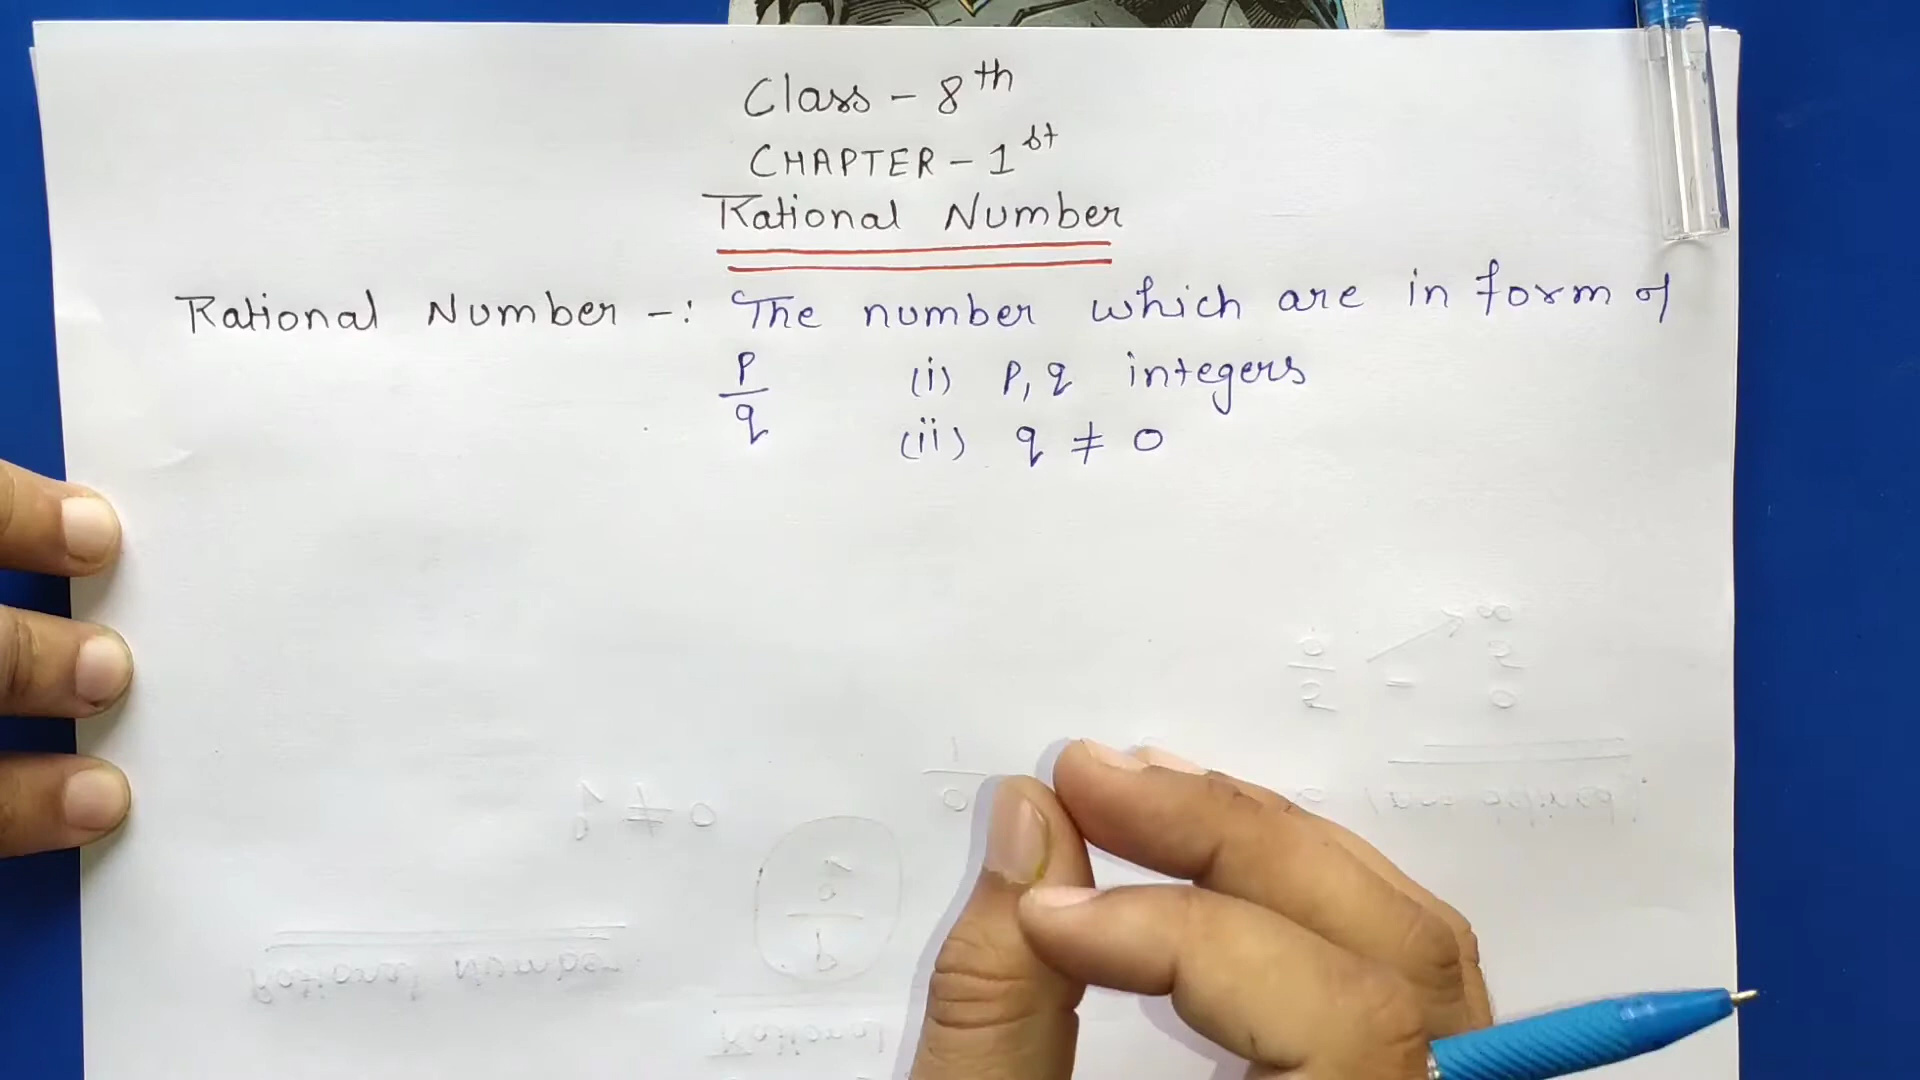 Class - 8th
CHAPTER - 1st
Rational Number
Rational Number -: The number which are in form of
p/q (i) p, q integers
(ii) q ≠ 0